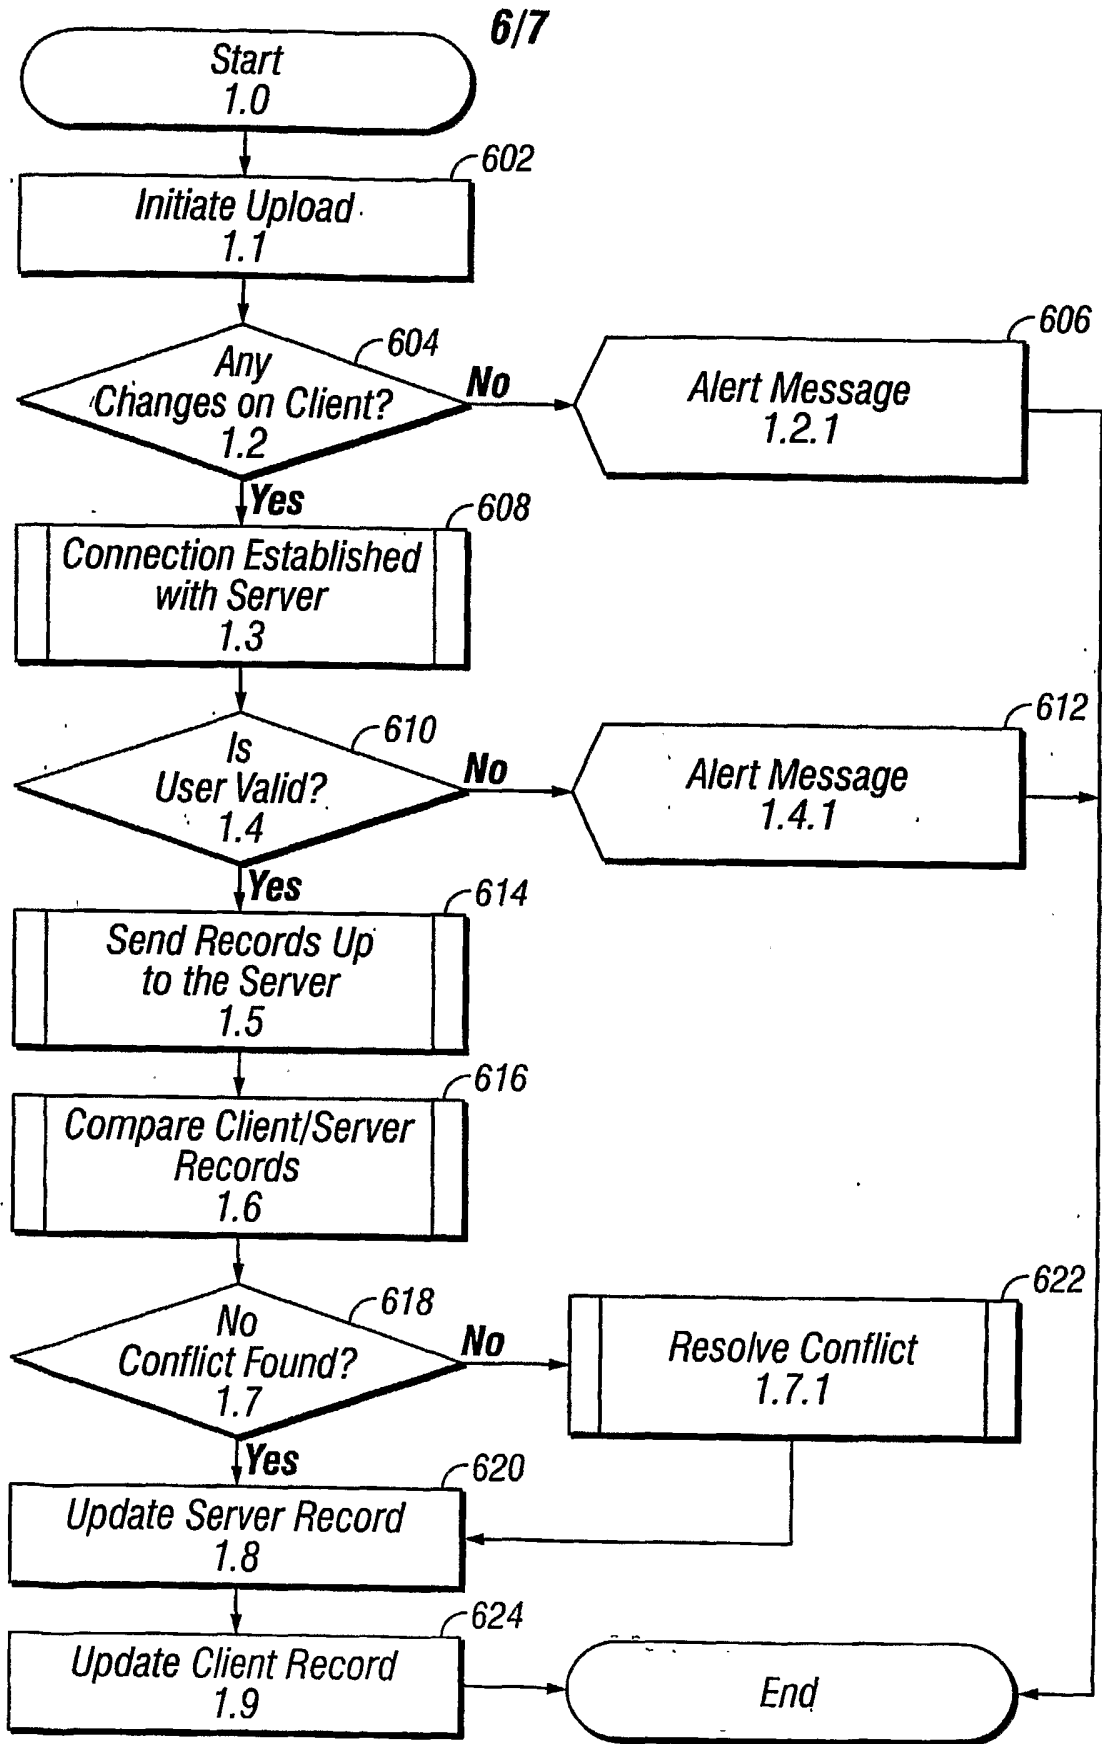 6/7
Start
1.0
602
Initiate Upload
1.1
604
Any
Changes on Client?
1.2
No
606
Alert Message
1.2.1
Yes
608
Connection Established
with Server
1.3
610
Is
User Valid?
1.4
No
612
Alert Message
1.4.1
Yes
614
Send Records Up
to the Server
1.5
616
Compare Client/Server
Records
1.6
618
No
Conflict Found?
1.7
No
622
Resolve Conflict
1.7.1
Yes
620
Update Server Record
1.8
624
Update Client Record
1.9
End